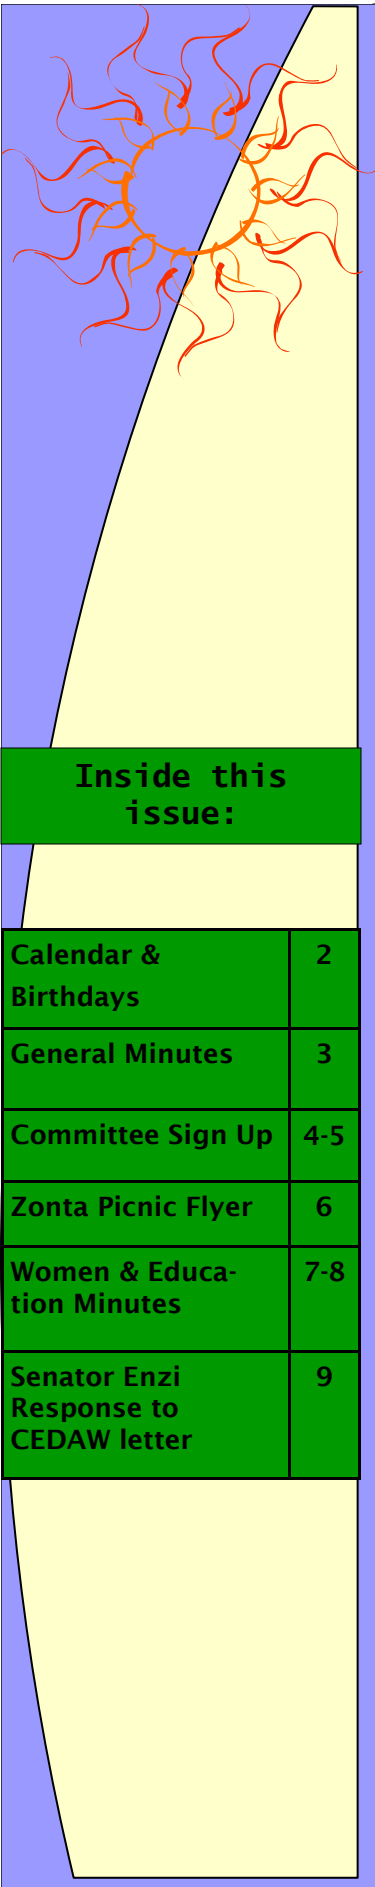 Inside this
issue:
Calendar & 2
Birthdays
General Minutes 3
Committee Sign Up 4-5
Zonta Picnic Flyer 6
Women & Educa- 7-8
tion Minutes
Senator Enzi 9
Response to
CEDAW letter